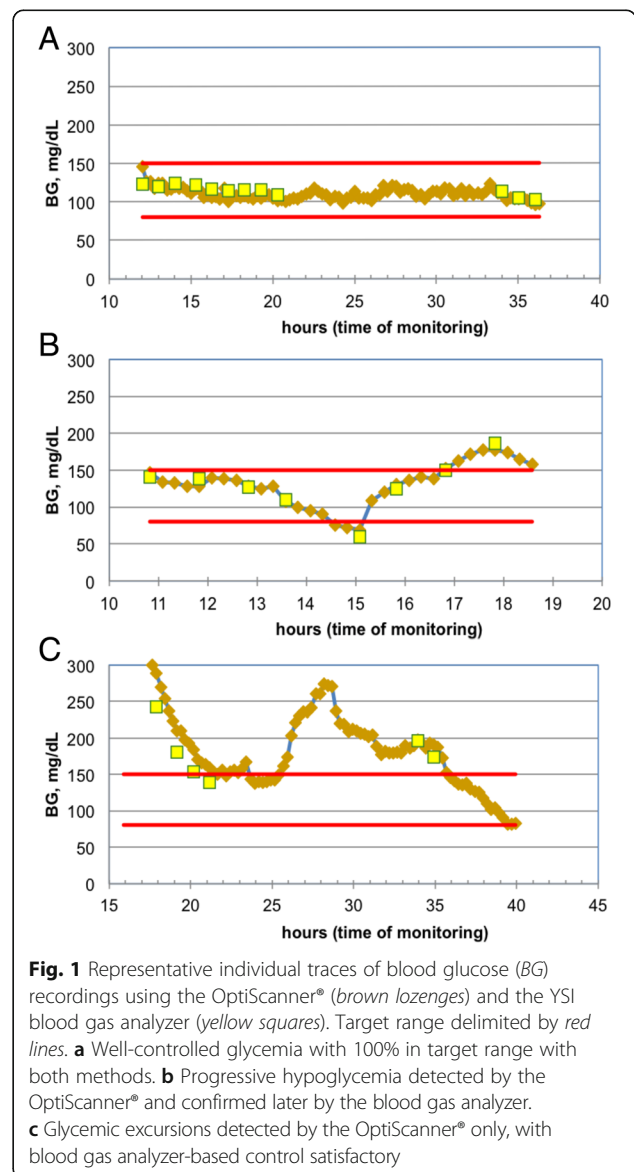 A
300
250
200
150
100
50
0
BG, mg/dL
10 15 20 25 30 35 40
hours (time of monitoring)
B
300
250
200
150
100
50
0
BG, mg/dL
10 11 12 13 14 15 16 17 18 19 20
hours (time of monitoring)
C
300
250
200
150
100
50
0
BG, mg/dL
15 20 25 30 35 40 45
hours (time of monitoring)
Fig. 1 Representative individual traces of blood glucose (BG)
recordings using the OptiScanner® (brown lozenges) and the YSI
blood gas analyzer (yellow squares). Target range delimited by red
lines. a Well-controlled glycemia with 100% in target range with
both methods. b Progressive hypoglycemia detected by the
OptiScanner® and confirmed later by the blood gas analyzer.
c Glycemic excursions detected by the OptiScanner® only, with
blood gas analyzer-based control satisfactory